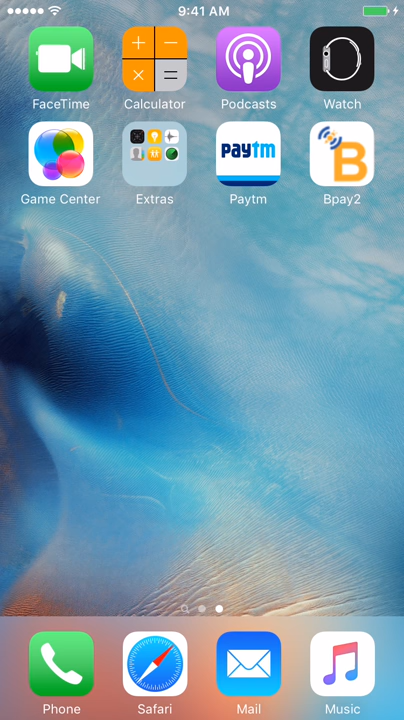 9:41 AM
FaceTime
Calculator
Podcasts
Watch
Paytm
B
Game Center
Extras
Paytm
Bpay2
Phone
Safari
Mail
Music